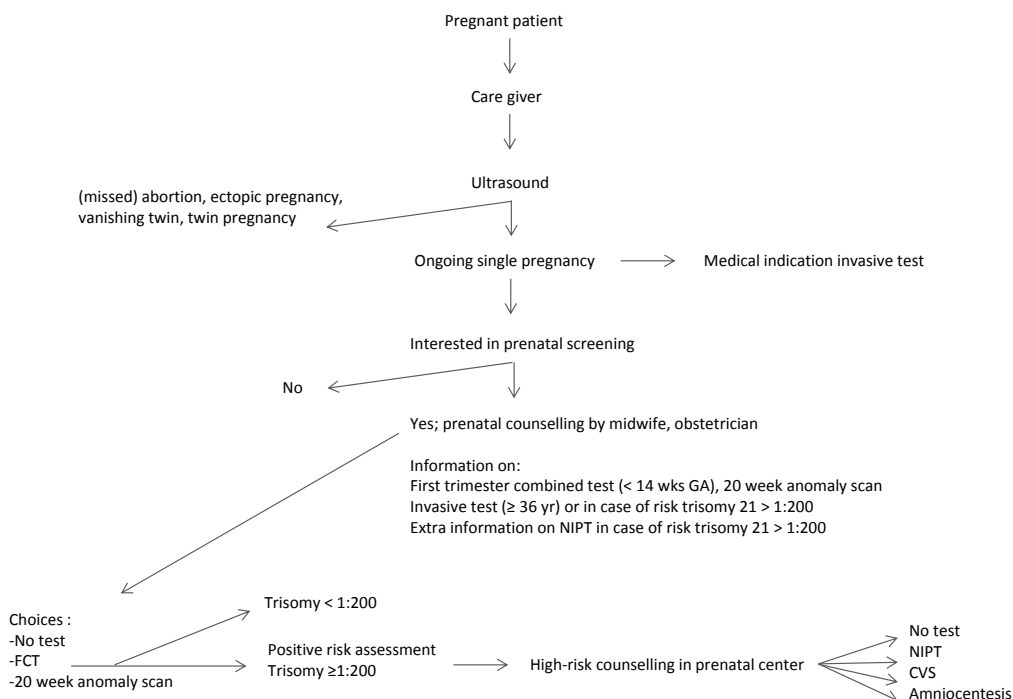 Pregnant patient
Care giver
Ultrasound
(missed) abortion, ectopic pregnancy,
vanishing twin, twin pregnancy
Ongoing single pregnancy
Medical indication invasive test
Interested in prenatal screening
No
Yes; prenatal counselling by midwife, obstetrician
Information on:
First trimester combined test (< 14 wks GA), 20 week anomaly scan
Invasive test (≥ 36 yr) or in case of risk trisomy 21 > 1:200
Extra information on NIPT in case of risk trisomy 21 > 1:200
Choices :
-No test
-FCT
-20 week anomaly scan
Trisomy < 1:200
Positive risk assessment
Trisomy ≥1:200
High-risk counselling in prenatal center
No test
NIPT
CVS
Amniocentesis